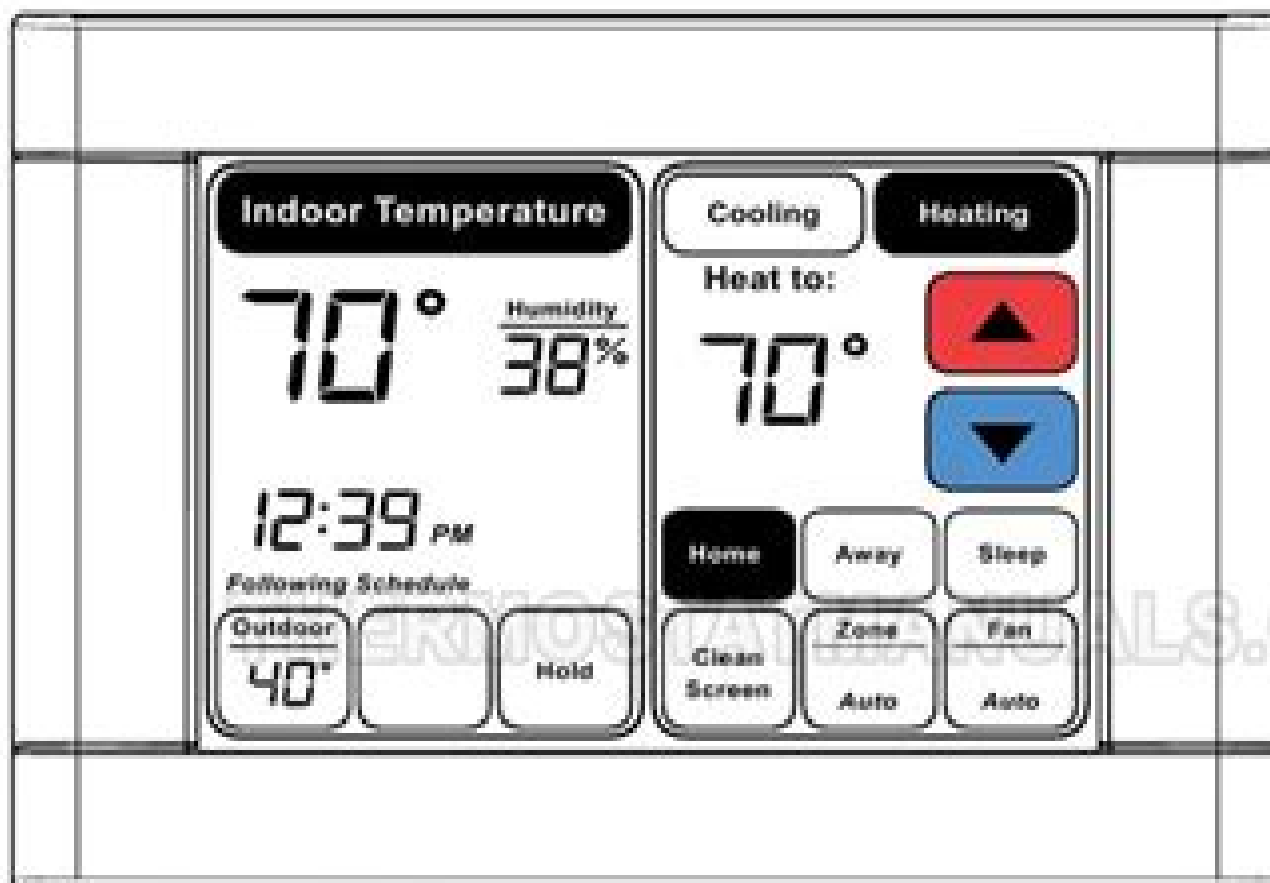 Indoor Temperature
70°
Humidity
38%
12:39 PM
Following Schedule
Outdoor
40°
Hold
Cooling
Heating
Heat to:
70°
Home
Away
Sleep
Clean
Screen
Zone
Auto
Fan
Auto
THERMOSTATMANUALS.